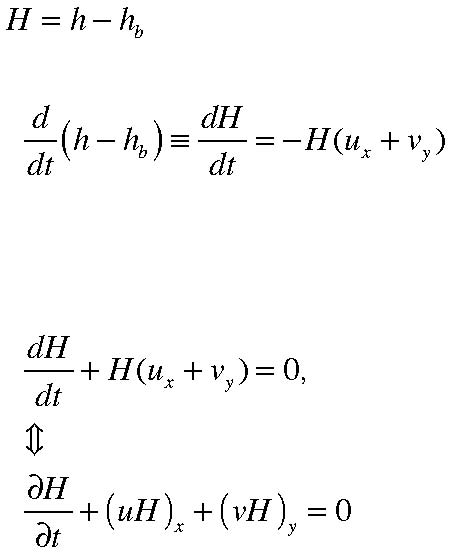 H = h − h_b
d/dt (h − h_b) ≡ dH/dt = −H(u_x + v_y)
dH/dt + H(u_x + v_y) = 0,
⇕
∂H/∂t + (uH)_x + (vH)_y = 0